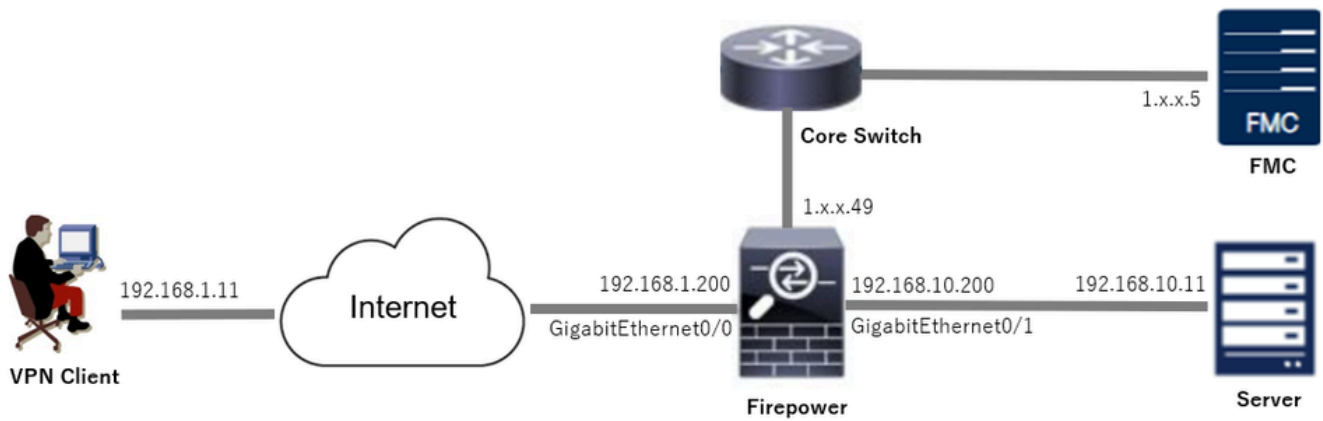 1.x.x.5
FMC
FMC
Core Switch
1.x.x.49
192.168.1.11
Internet
192.168.1.200
192.168.10.200
192.168.10.11
GigabitEthernet0/0
GigabitEthernet0/1
VPN Client
Firepower
Server